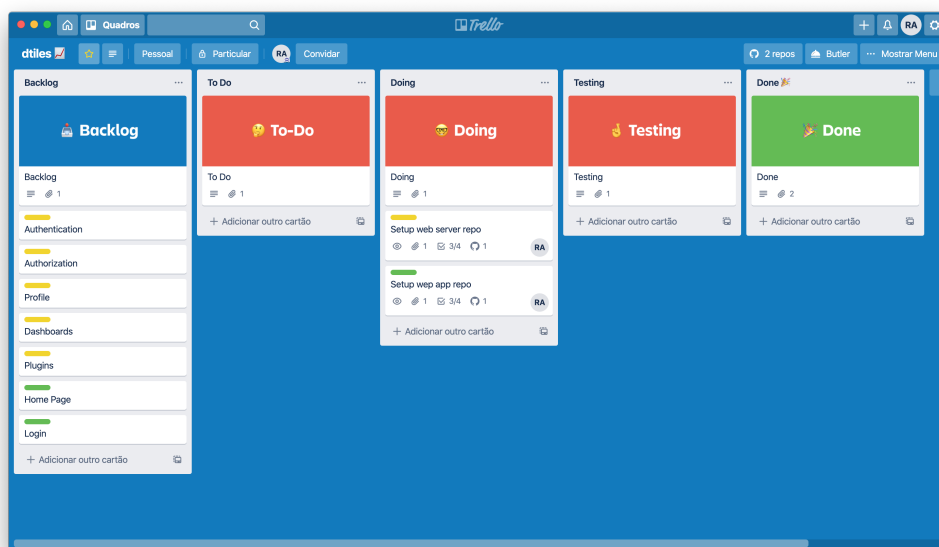 Quadros
Trello
RA
dtiles
Pessoal
Particular
RA
Convidar
2 repos
Butler
Mostrar Menu
Backlog
Backlog
Backlog
1
Authentication
Authorization
Profile
Dashboards
Plugins
Home Page
Login
Adicionar outro cartão
To Do
To-Do
To Do
1
Adicionar outro cartão
Doing
Doing
Doing
1
Setup web server repo
1 3/4 1
RA
Setup wep app repo
1 3/4 1
RA
Adicionar outro cartão
Testing
Testing
Testing
1
Adicionar outro cartão
Done
Done
Done
2
Adicionar outro cartão